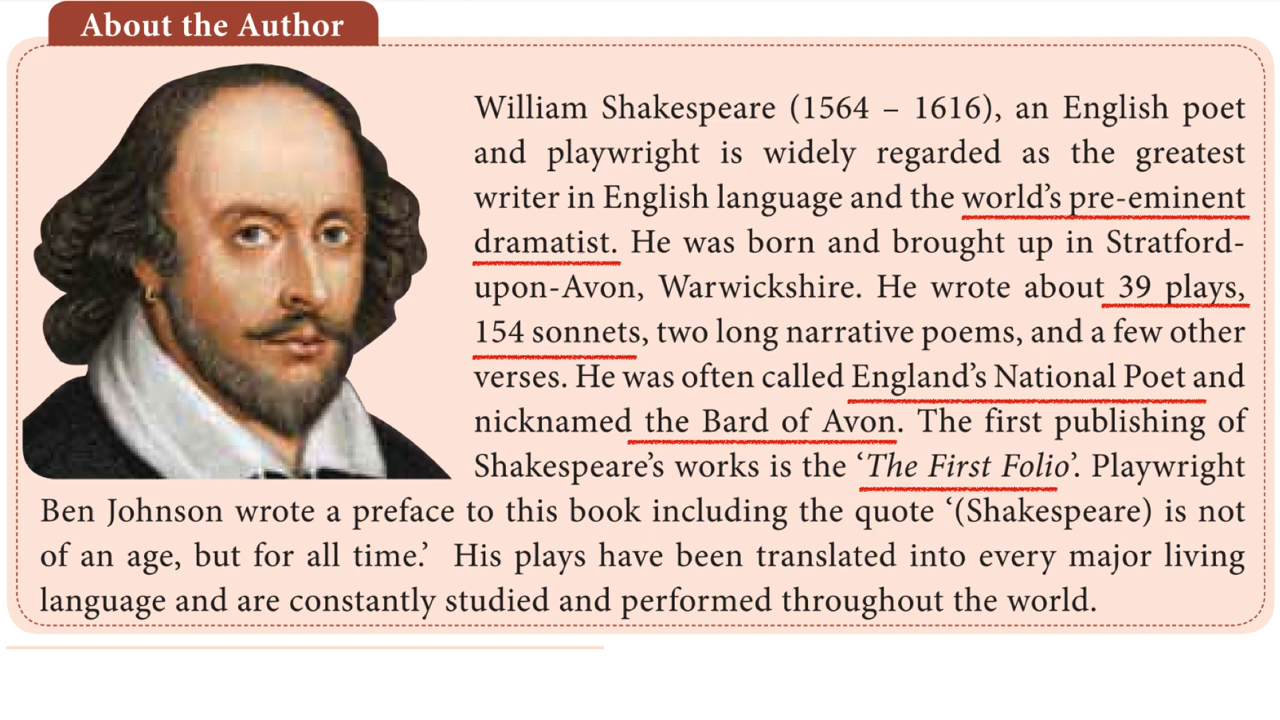 About the Author
William Shakespeare (1564 – 1616), an English poet
and playwright is widely regarded as the greatest
writer in English language and the world's pre-eminent
dramatist. He was born and brought up in Stratford-
upon-Avon, Warwickshire. He wrote about 39 plays,
154 sonnets, two long narrative poems, and a few other
verses. He was often called England's National Poet and
nicknamed the Bard of Avon. The first publishing of
Shakespeare's works is the ‘The First Folio’. Playwright
Ben Johnson wrote a preface to this book including the quote ‘(Shakespeare) is not
of an age, but for all time.’ His plays have been translated into every major living
language and are constantly studied and performed throughout the world.